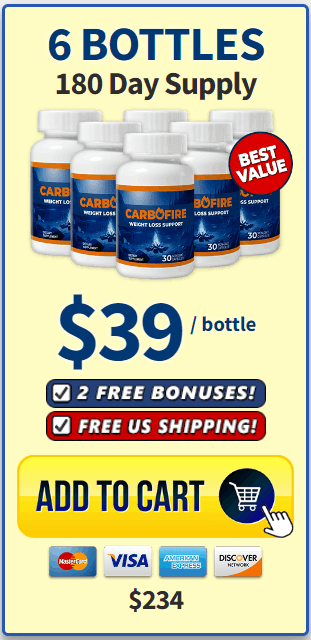 6 BOTTLES
180 Day Supply
CARBOFIRE
WEIGHT LOSS SUPPORT
30
BEST
VALUE
$39 / bottle
2 FREE BONUSES!
FREE US SHIPPING!
ADD TO CART
MasterCard VISA AMERICAN EXPRESS DISCOVER NETWORK
$234